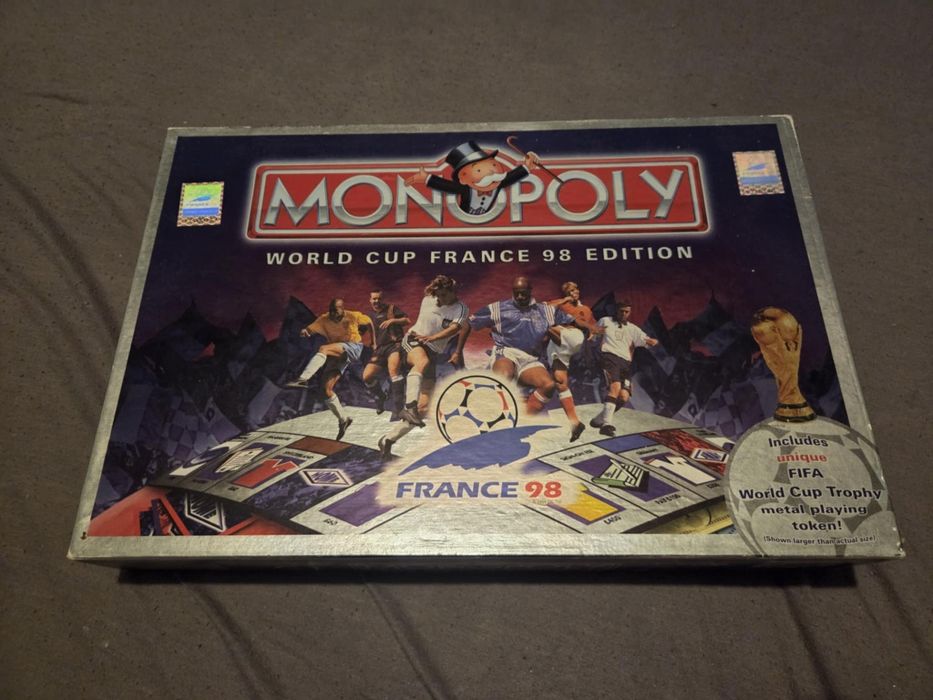 MONOPOLY
WORLD CUP FRANCE 98 EDITION
FRANCE 98
Includes
unique
FIFA
World Cup Trophy
metal playing
token!
(Shown larger than actual size)